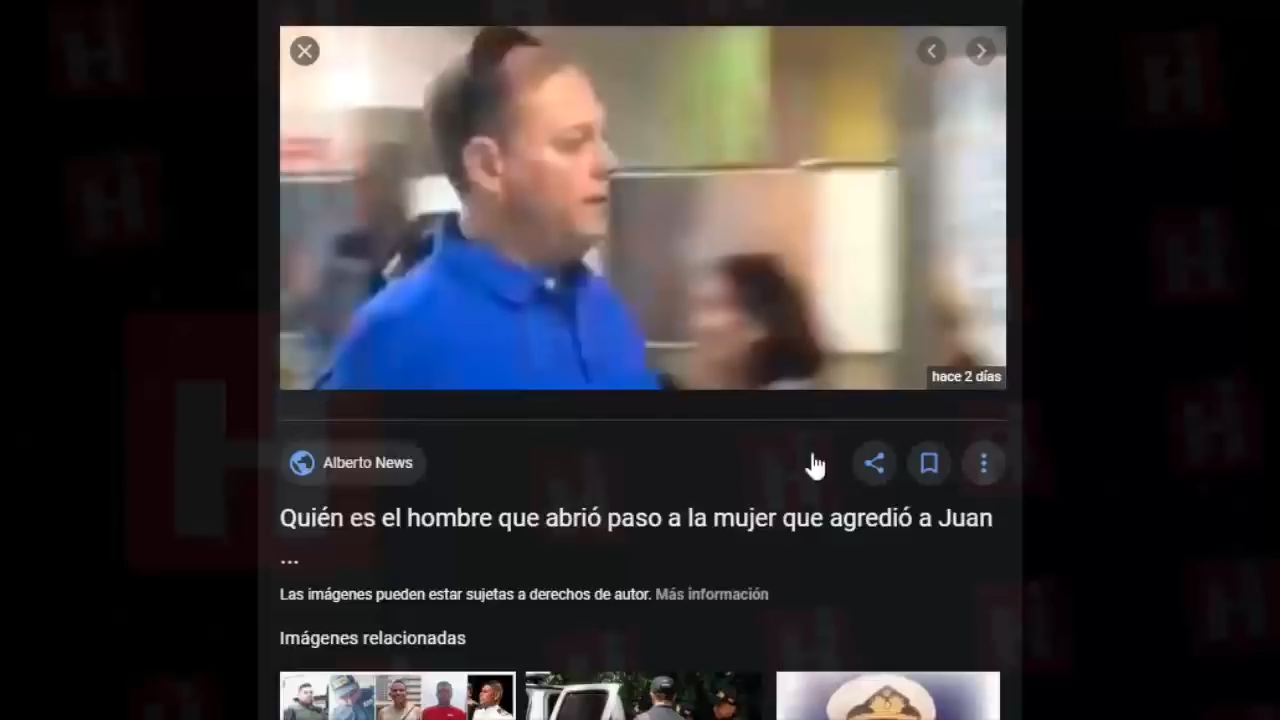 hace 2 días
Alberto News
Quién es el hombre que abrió paso a la mujer que agredió a Juan
...
Las imágenes pueden estar sujetas a derechos de autor. Más información
Imágenes relacionadas